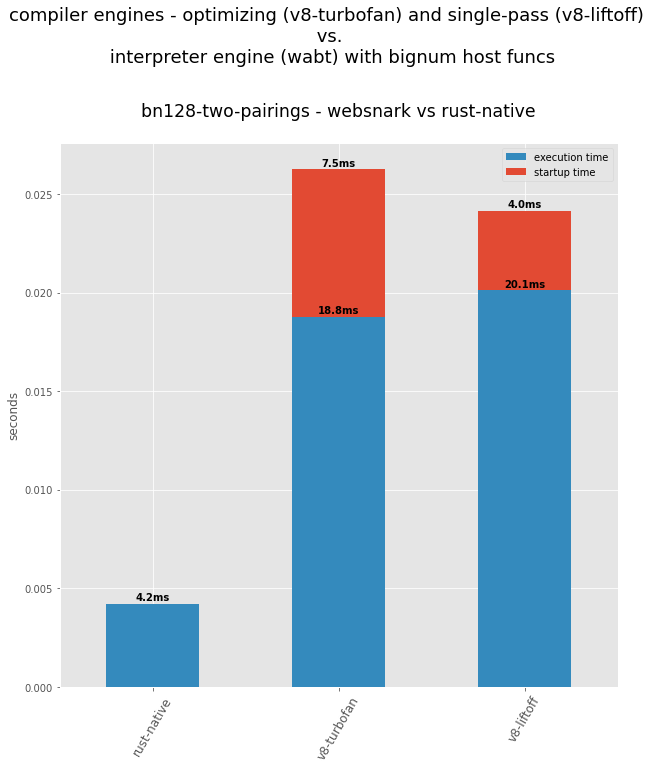 compiler engines - optimizing (v8-turbofan) and single-pass (v8-liftoff)
vs.
interpreter engine (wabt) with bignum host funcs
bn128-two-pairings - websnark vs rust-native
execution time
startup time
7.5ms
4.0ms
20.1ms
18.8ms
4.2ms
0.025
0.020
0.015
0.010
0.005
0.000
seconds
rust-native
v8-turbofan
v8-liftoff